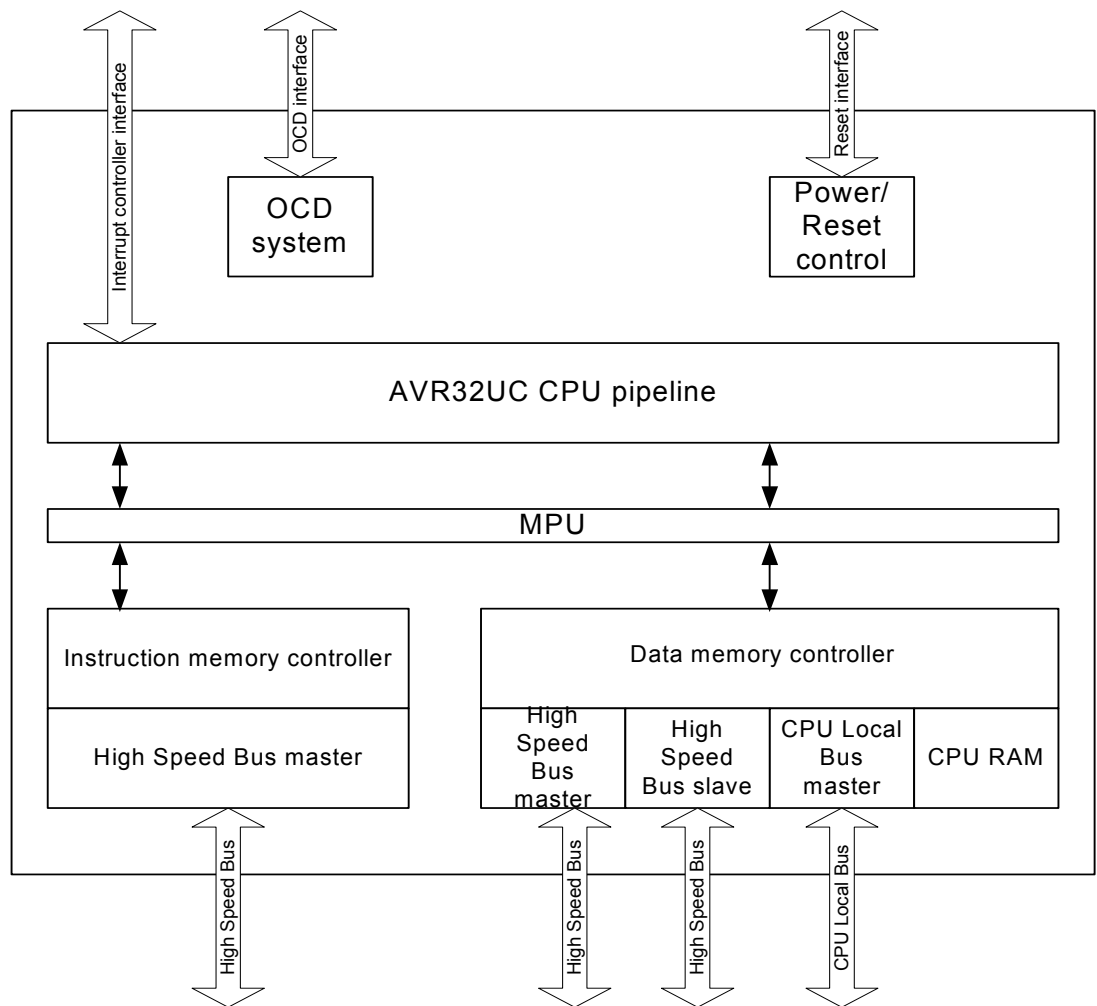 Interrupt controller interface
OCD interface
Reset interface
OCD
system
Power/
Reset
control
AVR32UC CPU pipeline
MPU
Instruction memory controller
High Speed Bus master
Data memory controller
High
Speed
Bus
master
High
Speed
Bus slave
CPU Local
Bus
master
CPU RAM
High Speed Bus
High Speed Bus
High Speed Bus
CPU Local Bus